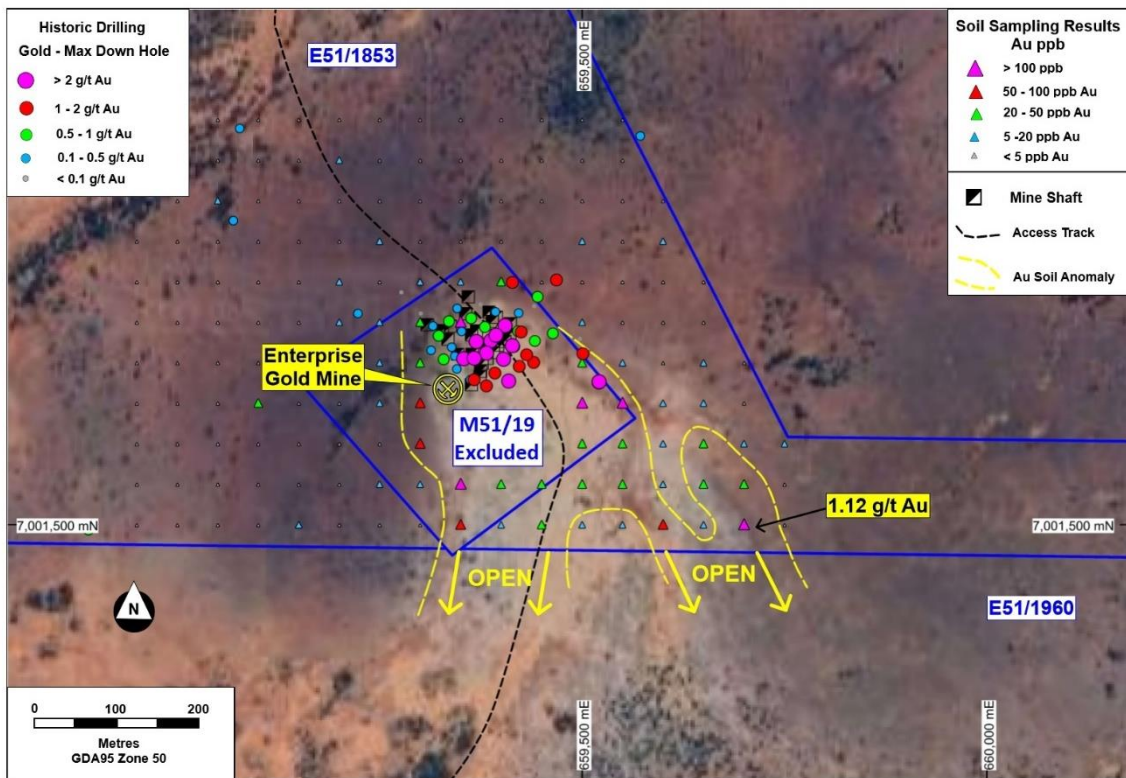 Historic Drilling
Gold - Max Down Hole
> 2 g/t Au
1 - 2 g/t Au
0.5 - 1 g/t Au
0.1 - 0.5 g/t Au
< 0.1 g/t Au
E51/1853
659,500 mE
Soil Sampling Results
Au ppb
> 100 ppb
50 - 100 ppb Au
20 - 50 ppb Au
5 -20 ppb Au
< 5 ppb Au
Mine Shaft
Access Track
Au Soil Anomaly
Enterprise
Gold Mine
M51/19
Excluded
1.12 g/t Au
7,001,500 mN
7,001,500 mN
OPEN
OPEN
E51/1960
N
0 100 200
Metres
GDA95 Zone 50
659,500 mE
660,000 mE